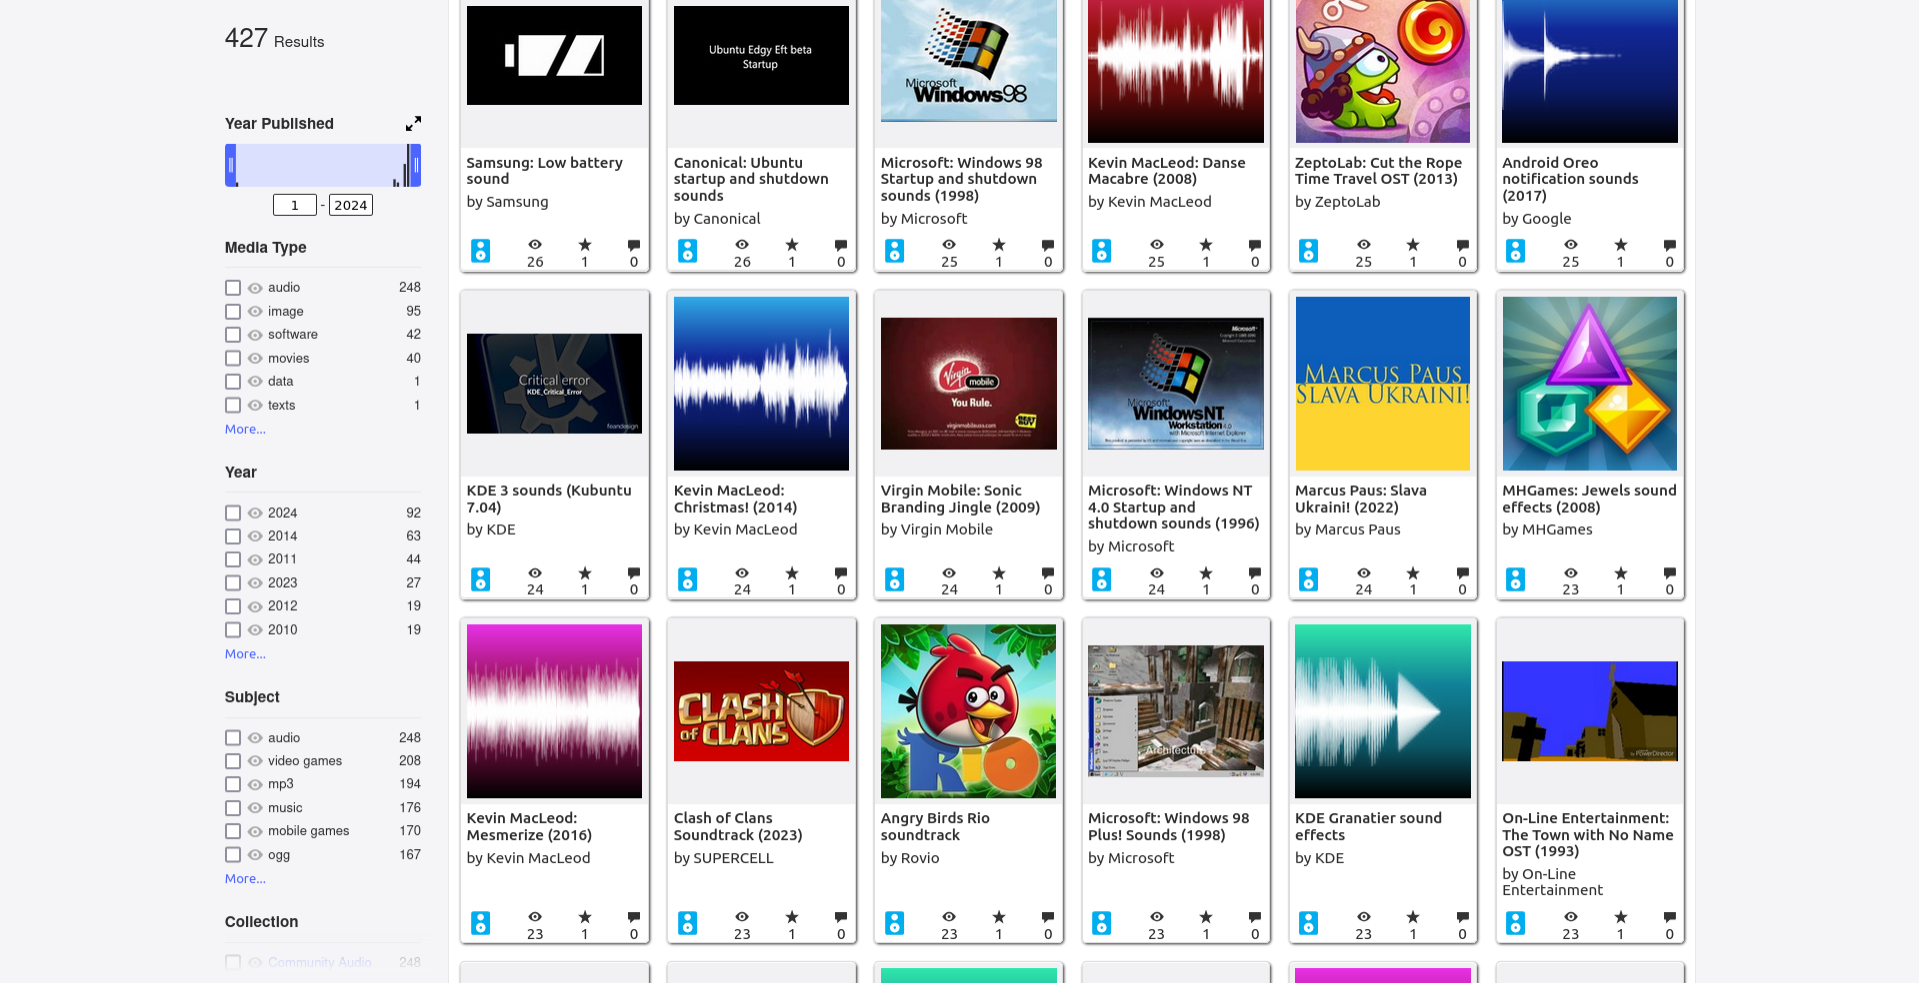 427 Results
Year Published
1 - 2024
Media Type
audio 248
image 95
software 42
movies 40
data 1
texts 1
More...
Year
2024 92
2014 63
2011 44
2023 27
2012 19
2010 19
More...
Subject
audio 248
video games 208
mp3 194
music 176
mobile games 170
ogg 167
More...
Collection
Community Audio 248
Samsung: Low battery
sound
by Samsung
26 1 0
Ubuntu Edgy Eft beta
Startup
Canonical: Ubuntu
startup and shutdown
sounds
by Canonical
26 1 0
Microsoft
Windows98
Microsoft: Windows 98
Startup and shutdown
sounds (1998)
by Microsoft
25 1 0
Kevin MacLeod: Danse
Macabre (2008)
by Kevin MacLeod
25 1 0
ZeptoLab: Cut the Rope
Time Travel OST (2013)
by ZeptoLab
25 1 0
Android Oreo
notification sounds
(2017)
by Google
25 1 0
Critical error
KDE_Critical_Error
KDE 3 sounds (Kubuntu
7.04)
by KDE
24 1 0
Kevin MacLeod:
Christmas! (2014)
by Kevin MacLeod
24 1 0
Virgin
mobile
You Rule.
virginmobileusa.com
Virgin Mobile: Sonic
Branding Jingle (2009)
by Virgin Mobile
24 1 0
Microsoft
Microsoft
WindowsNT
Workstation 4.0
with Microsoft Internet Explorer
Microsoft: Windows NT
4.0 Startup and
shutdown sounds (1996)
by Microsoft
24 1 0
MARCUS PAUS
SLAVA UKRAINI!
Marcus Paus: Slava
Ukraini! (2022)
by Marcus Paus
24 1 0
MHGames: Jewels sound
effects (2008)
by MHGames
23 1 0
Kevin MacLeod:
Mesmerize (2016)
by Kevin MacLeod
23 1 0
CLASH
OF CLANS
Clash of Clans
Soundtrack (2023)
by SUPERCELL
23 1 0
RIO
Angry Birds Rio
soundtrack
by Rovio
23 1 0
Architecture
Microsoft: Windows 98
Plus! Sounds (1998)
by Microsoft
23 1 0
KDE Granatier sound
effects
by KDE
23 1 0
by PowerDirector
On-Line Entertainment:
The Town with No Name
OST (1993)
by On-Line
Entertainment
23 1 0